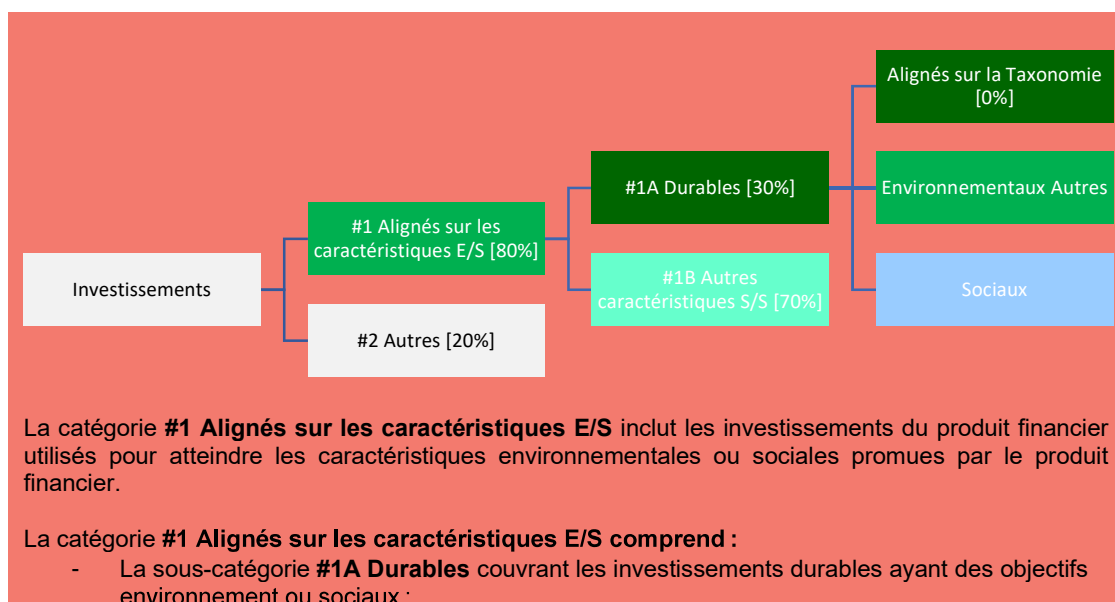 Alignés sur la Taxonomie
[0%]
#1A Durables [30%]
Environnementaux Autres
#1 Alignés sur les
caractéristiques E/S [80%]
#1B Autres
caractéristiques S/S [70%]
Investissements
Sociaux
#2 Autres [20%]
La catégorie #1 Alignés sur les caractéristiques E/S inclut les investissements du produit financier
utilisés pour atteindre les caractéristiques environnementales ou sociales promues par le produit
financier.
La catégorie #1 Alignés sur les caractéristiques E/S comprend :
- La sous-catégorie #1A Durables couvrant les investissements durables ayant des objectifs
environnement ou sociaux ;